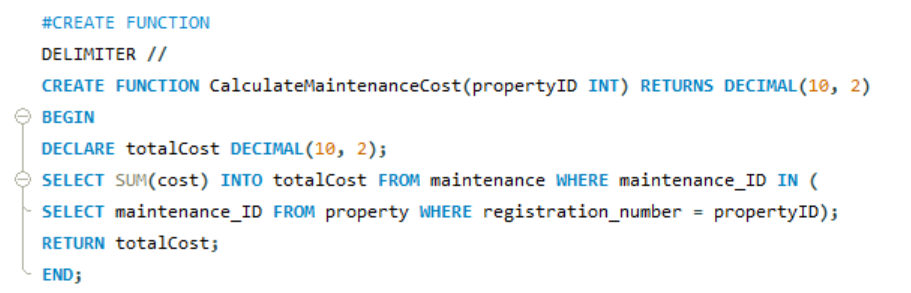 #CREATE FUNCTION
DELIMITER //
CREATE FUNCTION CalculateMaintenanceCost(propertyID INT) RETURNS DECIMAL(10, 2)
BEGIN
DECLARE totalCost DECIMAL(10, 2);
SELECT SUM(cost) INTO totalCost FROM maintenance WHERE maintenance_ID IN (
SELECT maintenance_ID FROM property WHERE registration_number = propertyID);
RETURN totalCost;
END;